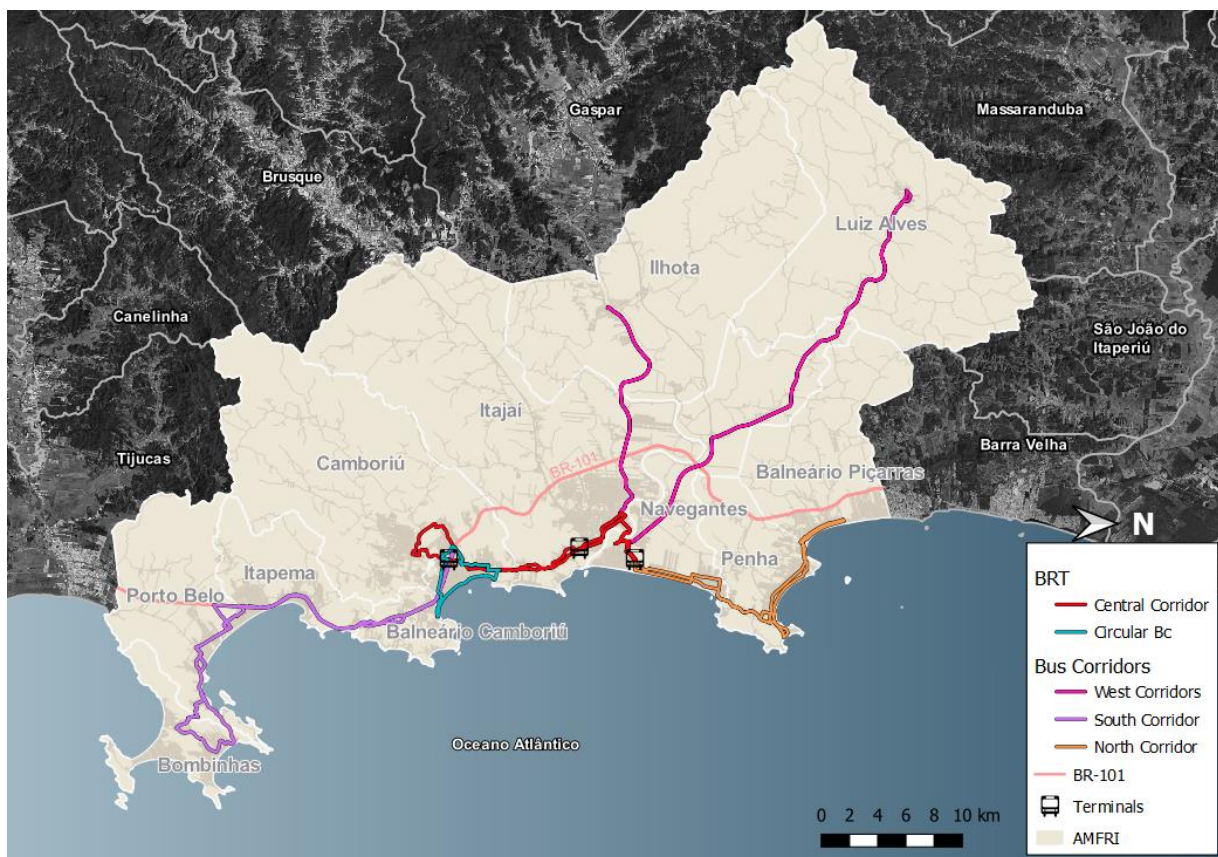 Gaspar
Massaranduba
Brusque
Luiz Alves
Ilhota
Canelinha
São João do
Itaperiú
Itajaí
Tijucas
Camboriú
BR-101
Barra Velha
Balneário Piçarras
Navegantes
N
Penha
Itapema
Porto Belo
Balneário Camboriú
Oceano Atlântico
Bombinhas
BRT
Central Corridor
Circular Bc
Bus Corridors
West Corridors
South Corridor
North Corridor
BR-101
Terminals
AMFRI
0 2 4 6 8 10 km